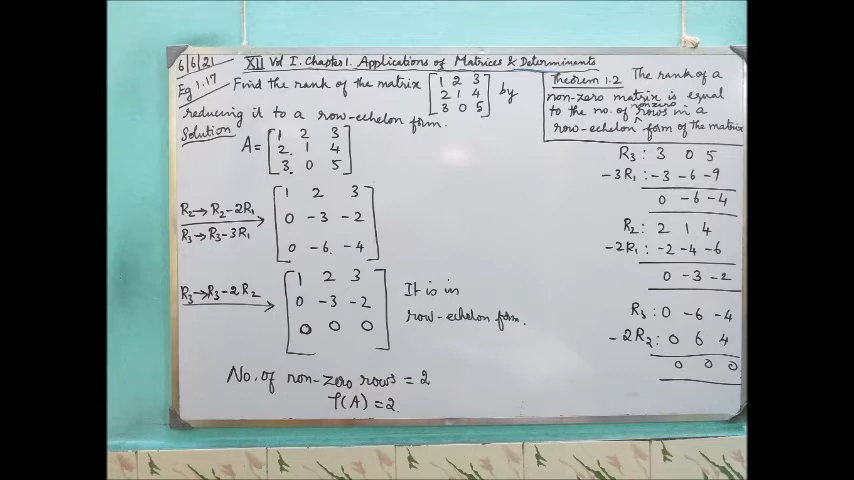 6/6/21
XII Vol I. Chapter 1. Applications of Matrices & Determinants
Eg 1.17
Find the rank of the matrix [1 2 3
2 1 4
3 0 5] by
reducing it to a row-echelon form.
Theorem 1.2 The rank of a
non-zero matrix is equal
to the no. of nonzero rows in a
row-echelon form of the matrix
Solution
A = [1 2 3
2 1 4
3 0 5]
R2 → R2 - 2R1
R3 → R3 - 3R1
[1 2 3
0 -3 -2
0 -6 -4]
R3 → R3 - 2R2
[1 2 3
0 -3 -2
0 0 0]
It is in
row-echelon form.
No. of non-zero rows = 2
ρ(A) = 2.
R3 : 3 0 5
-3R1 : -3 -6 -9
0 -6 -4
R2 : 2 1 4
-2R1 : -2 -4 -6
0 -3 -2
R3 : 0 -6 -4
-2R2 : 0 6 4
0 0 0